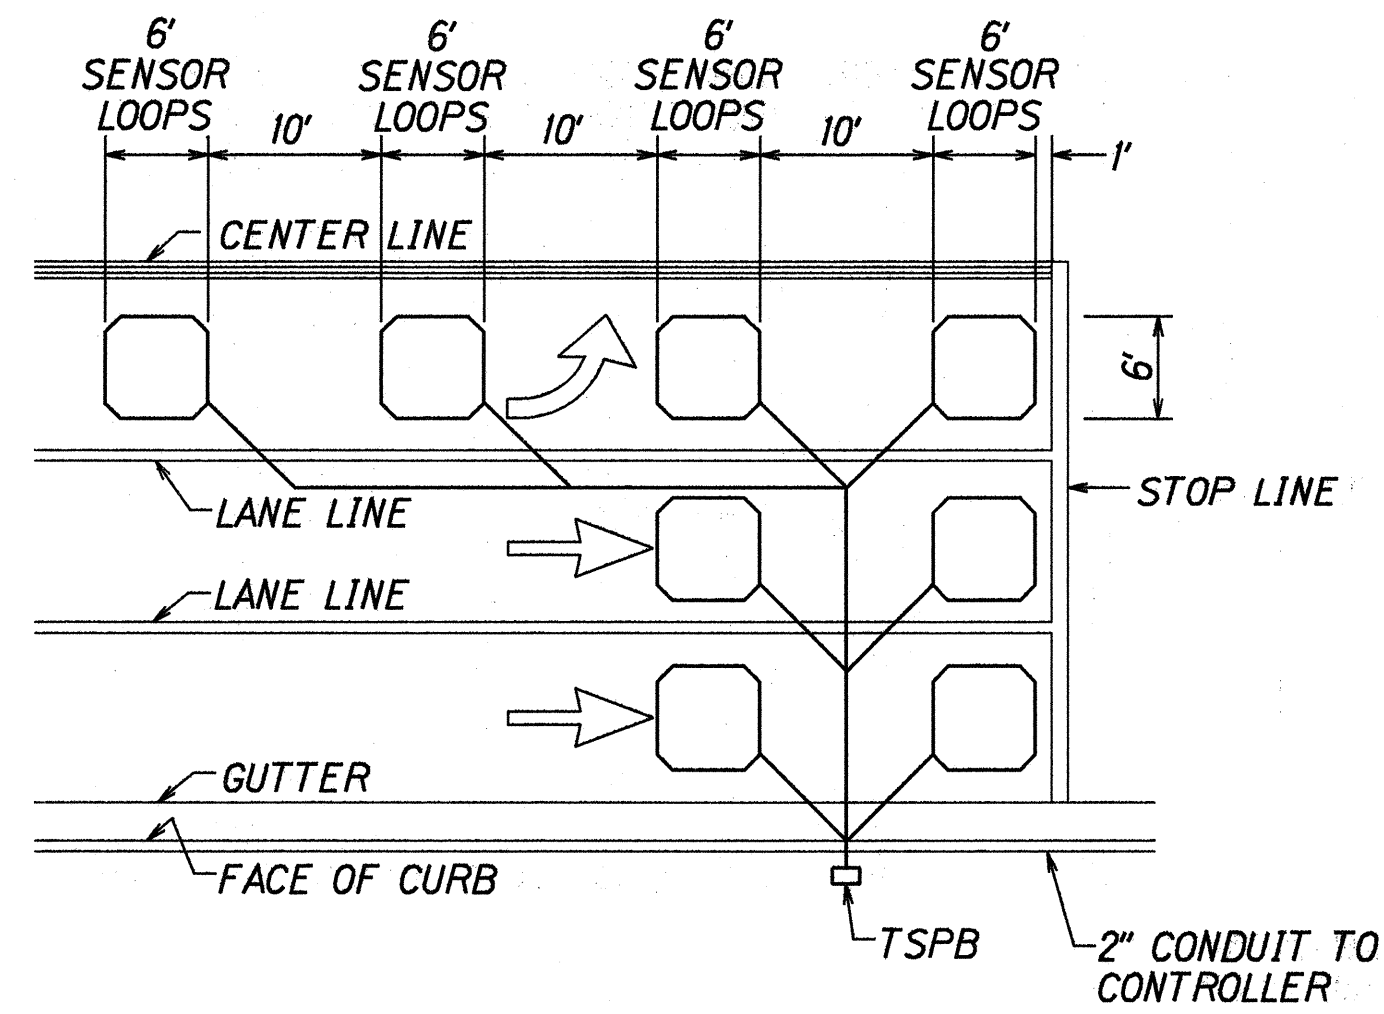 6'
SENSOR
LOOPS
6'
SENSOR
LOOPS
6'
SENSOR
LOOPS
6'
SENSOR
LOOPS
10'
10'
10'
1'
CENTER LINE
6'
STOP LINE
LANE LINE
LANE LINE
GUTTER
FACE OF CURB
TSPB
2" CONDUIT TO
CONTROLLER